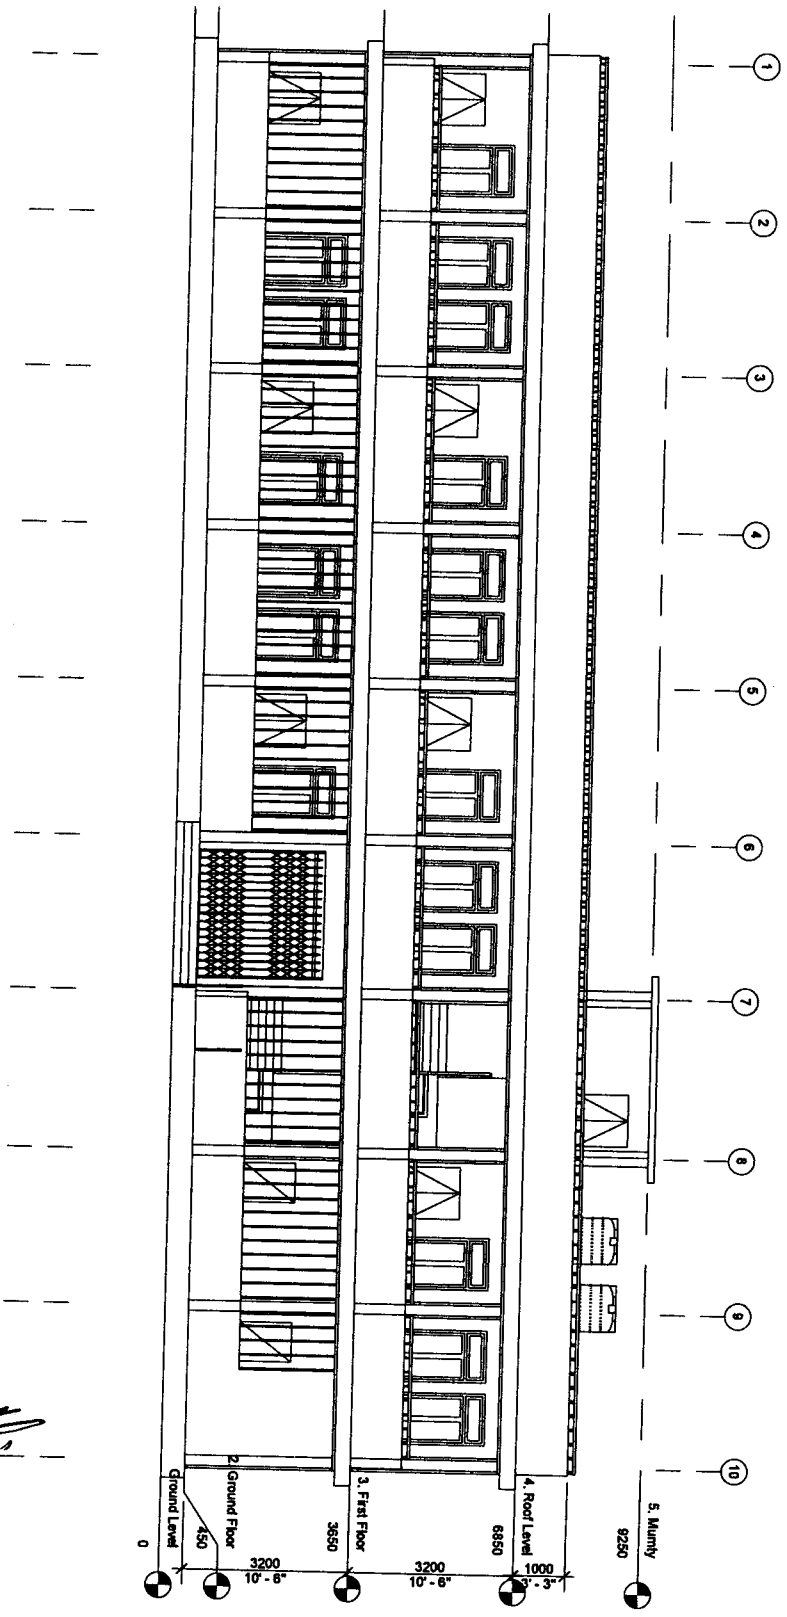 1
2
3
4
5
6
7
8
9
10
5. Mumty
9250
4. Roof Level
6850
3. First Floor
3650
2. Ground Floor
450
Ground Level
0
1000
3' - 3"
3200
10' - 6"
3200
10' - 6"